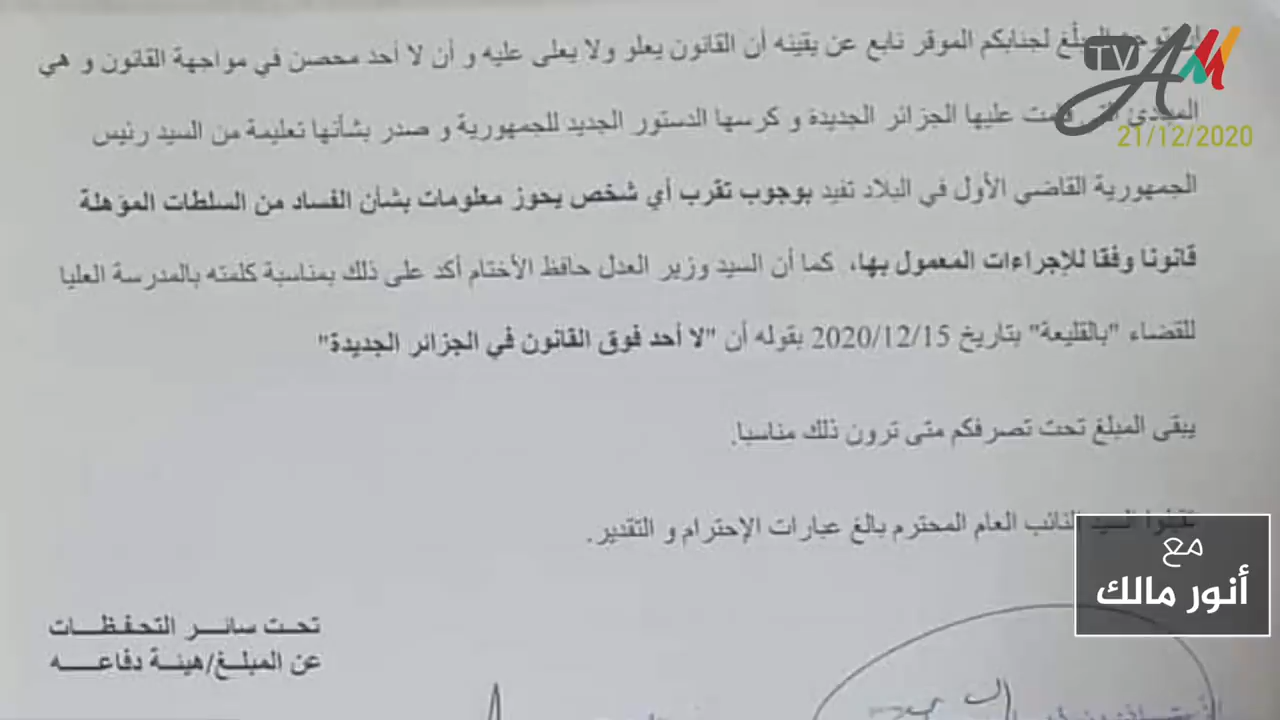 المبلّغ لجنابكم الموقر نابع عن يقينه أن القانون يعلو ولا يعلى عليه و أن لا أحد محصن في مواجهة القانون و هي
عليها الجزائر الجديدة و كرسها الدستور الجديد للجمهورية و صدر بشأنها تعليمة من السيد رئيس
الجمهورية القاضي الأول في البلاد تفيد بوجوب تقرب أي شخص يحوز معلومات بشأن الفساد من السلطات المؤهلة
قانونا وفقا للإجراءات المعمول بها، كما أن السيد وزير العدل حافظ الأختام أكد على ذلك بمناسبة كلمته بالمدرسة العليا
للقضاء "بالقليعة" بتاريخ 2020/12/15 بقوله أن "لا أحد فوق القانون في الجزائر الجديدة"
يبقى المبلغ تحت تصرفكم متى ترون ذلك مناسبا.
السيد النائب العام المحترم بالغ عبارات الإحترام و التقدير.
تحت سائر التحفظات
عن المبلغ/هيئة دفاعه
TV AM
21/12/2020
مع
أنور مالك